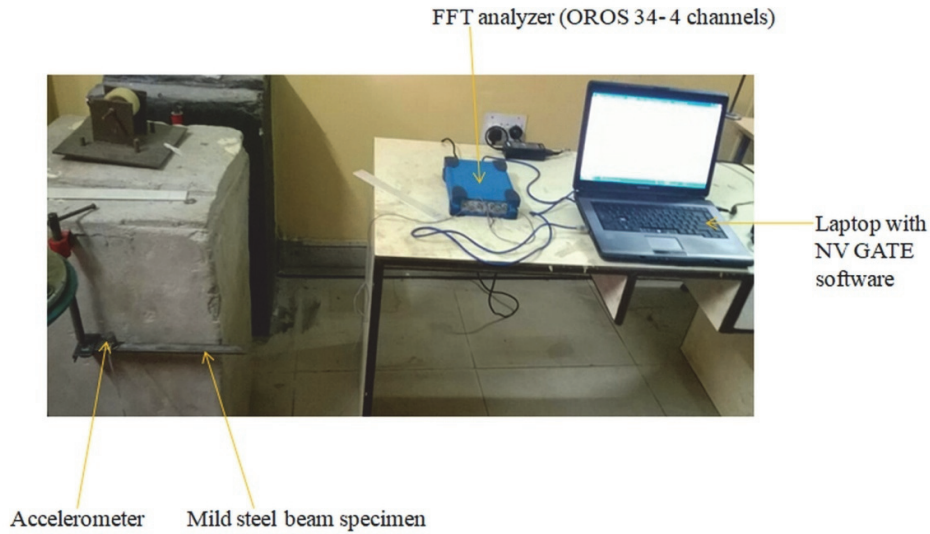 FFT analyzer (OROS 34- 4 channels)
Laptop with
NV GATE
software
Accelerometer
Mild steel beam specimen